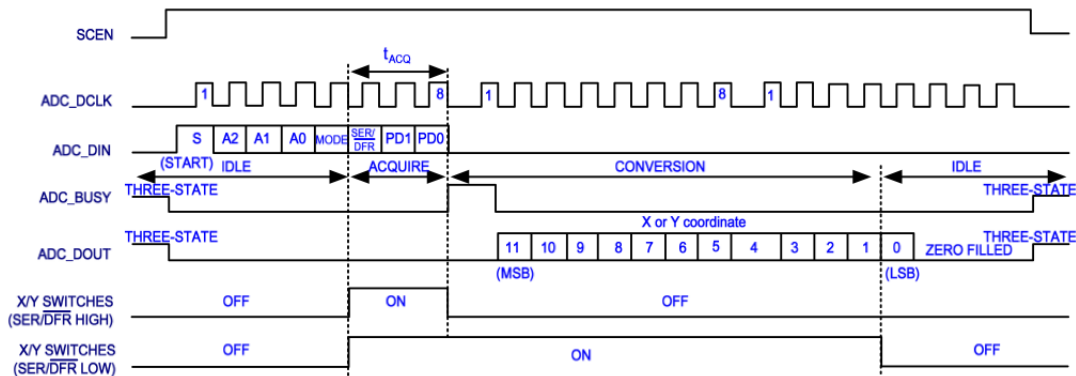 SCEN
tACQ
ADC_DCLK 1 8 1 8 1
ADC_DIN S A2 A1 A0 MODE SER/DFR PD1 PD0
(START) IDLE ACQUIRE CONVERSION IDLE
THREE-STATE THREE-STATE
ADC_BUSY
X or Y coordinate
THREE-STATE THREE-STATE
ADC_DOUT 11 10 9 8 7 6 5 4 3 2 1 0 ZERO FILLED
(MSB) (LSB)
X/Y SWITCHES OFF ON OFF
(SER/DFR HIGH)
X/Y SWITCHES OFF ON OFF
(SER/DFR LOW)